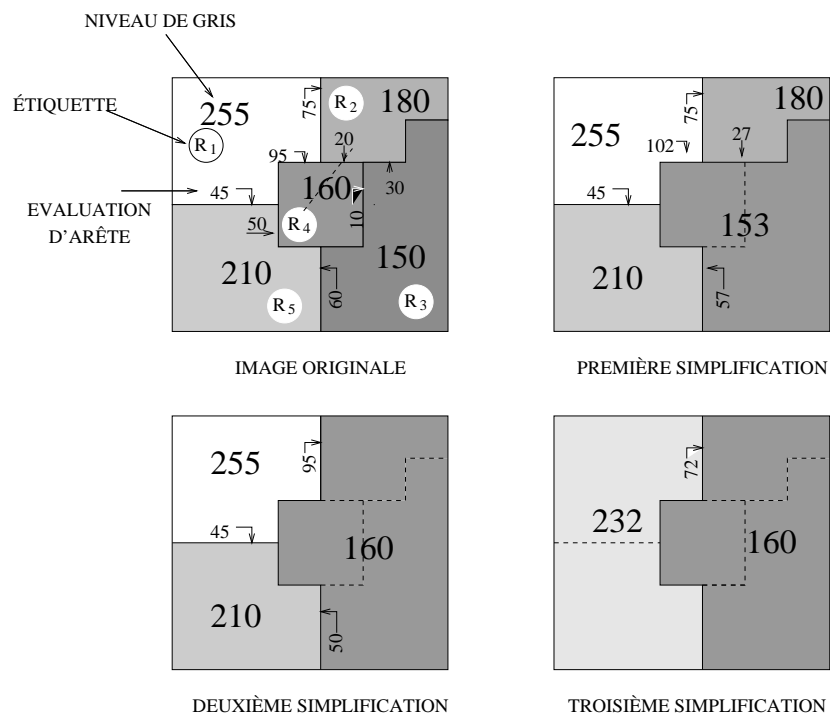 NIVEAU DE GRIS
ÉTIQUETTE
EVALUATION
D'ARÊTE
255
R1
75
R2
180
95
20
160
30
45
50
R4
10
210
R5
60
150
R3
IMAGE ORIGINALE
255
75
180
102
27
45
153
210
57
PREMIÈRE SIMPLIFICATION
255
95
45
160
210
50
DEUXIÈME SIMPLIFICATION
72
232
160
TROISIÈME SIMPLIFICATION